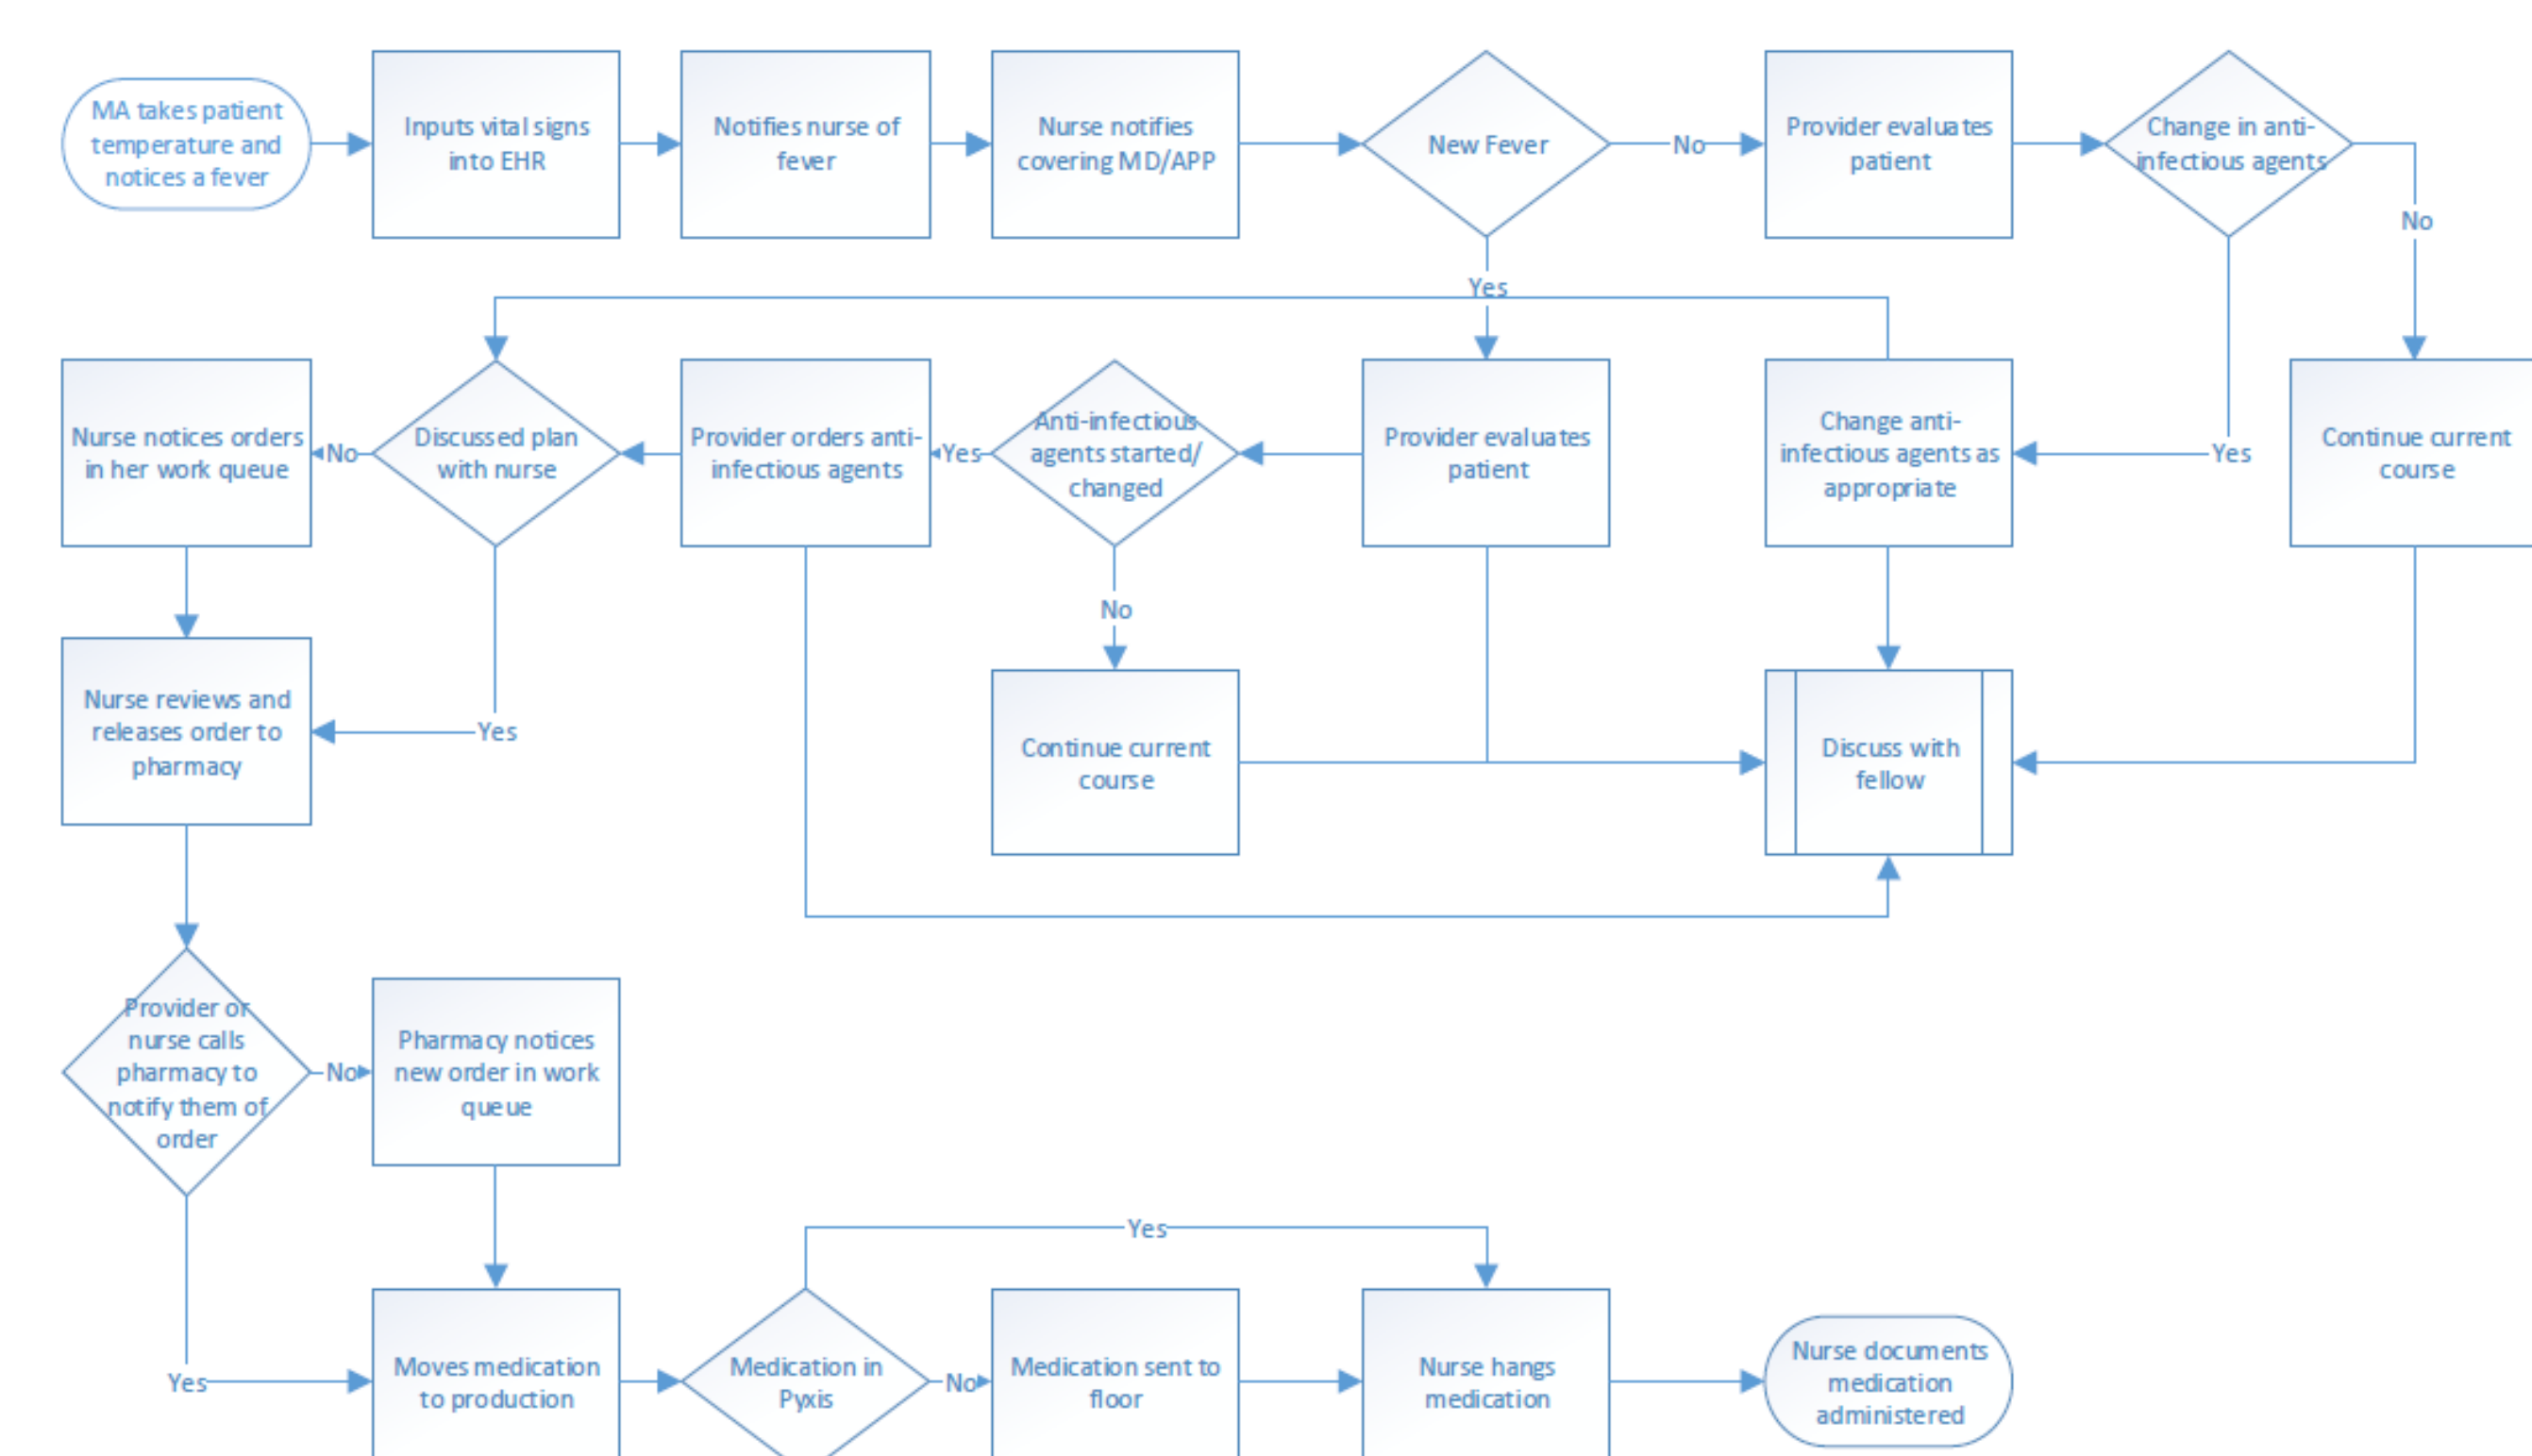 MA takes patient
temperature and
notices a fever
Inputs vital signs
into EHR
Notifies nurse of
fever
Nurse notifies
covering MD/APP
New Fever
No
Provider evaluates
patient
Change in anti-
infectious agents
No
Yes
Nurse notices orders
in her work queue
No
Discussed plan
with nurse
Provider orders anti-
infectious agents
Yes
Anti-infectious
agents started/
changed
Provider evaluates
patient
Change anti-
infectious agents as
appropriate
Yes
Continue current
course
No
Nurse reviews and
releases order to
pharmacy
Yes
Continue current
course
Discuss with
fellow
Provider or
nurse calls
pharmacy to
notify them of
order
No
Pharmacy notices
new order in work
queue
Yes
Yes
Moves medication
to production
Medication in
Pyxis
No
Medication sent to
floor
Nurse hangs
medication
Nurse documents
medication
administered